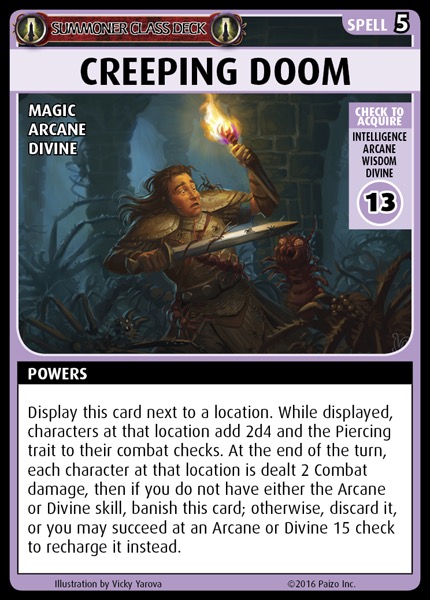 SUMMONER CLASS DECK
SPELL 5
CREEPING DOOM
MAGIC
ARCANE
DIVINE
CHECK TO
ACQUIRE
INTELLIGENCE
ARCANE
WISDOM
DIVINE
13
POWERS
Display this card next to a location. While displayed,
characters at that location add 2d4 and the Piercing
trait to their combat checks. At the end of the turn,
each character at that location is dealt 2 Combat
damage, then if you do not have either the Arcane
or Divine skill, banish this card; otherwise, discard it,
or you may succeed at an Arcane or Divine 15 check
to recharge it instead.
Illustration by Vicky Yarova
©2016 Paizo Inc.